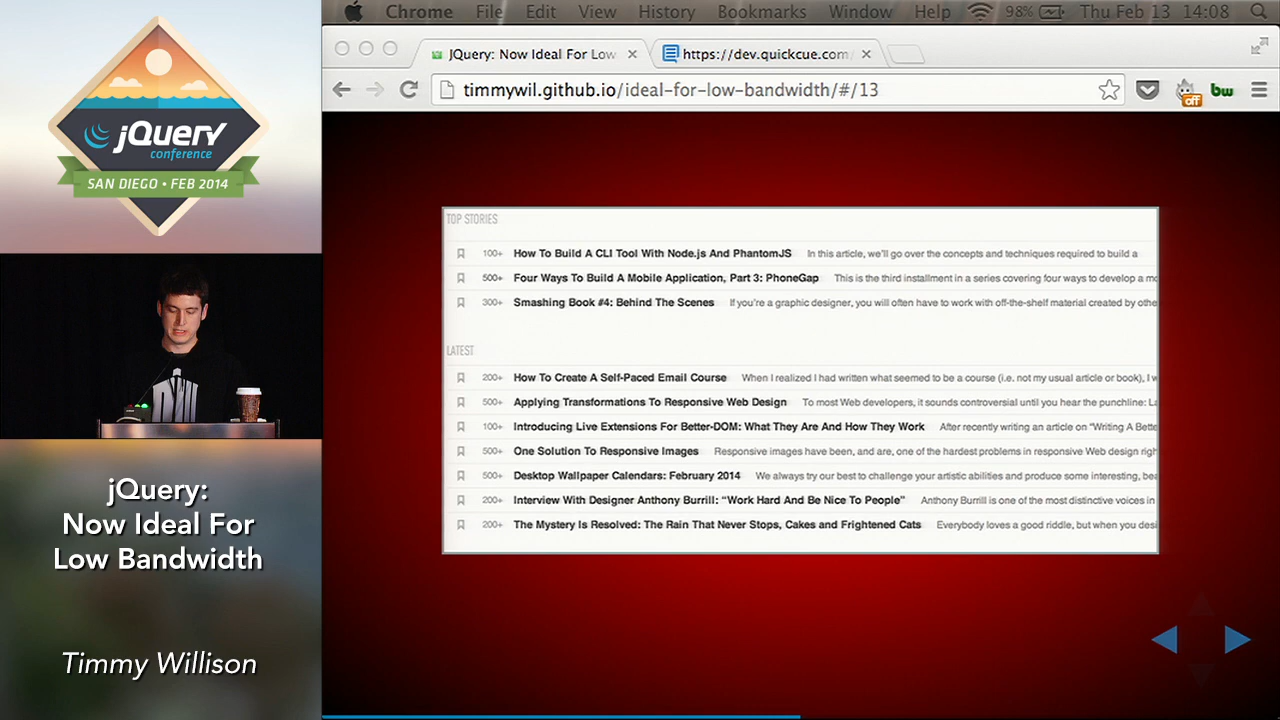 jQuery
conference
SAN DIEGO • FEB 2014
jQuery:
Now Ideal For
Low Bandwidth
Timmy Willison
Chrome File Edit View History Bookmarks Window Help 98% Thu Feb 13 14:08
JQuery: Now Ideal For Low
https://dev.quickcue.com/
timmywil.github.io/ideal-for-low-bandwidth/#/13
off
bw
TOP STORIES
100+ How To Build A CLI Tool With Node.js And PhantomJS In this article, we'll go over the concepts and techniques required to build a
500+ Four Ways To Build A Mobile Application, Part 3: PhoneGap This is the third installment in a series covering four ways to develop a mo
300+ Smashing Book #4: Behind The Scenes If you're a graphic designer, you will often have to work with off-the-shelf material created by othe
LATEST
200+ How To Create A Self-Paced Email Course When I realized I had written what seemed to be a course (i.e. not my usual article or book), I w
500+ Applying Transformations To Responsive Web Design To most Web developers, it sounds controversial until you hear the punchline: La
100+ Introducing Live Extensions For Better-DOM: What They Are And How They Work After recently writing an article on “Writing A Bette
500+ One Solution To Responsive Images Responsive images have been, and are, one of the hardest problems in responsive Web design righ
500+ Desktop Wallpaper Calendars: February 2014 We always try our best to challenge your artistic abilities and produce some interesting, bea
200+ Interview With Designer Anthony Burrill: “Work Hard And Be Nice To People” Anthony Burrill is one of the most distinctive voices in
200+ The Mystery Is Resolved: The Rain That Never Stops, Cakes and Frightened Cats Everybody loves a good riddle, but when you desi